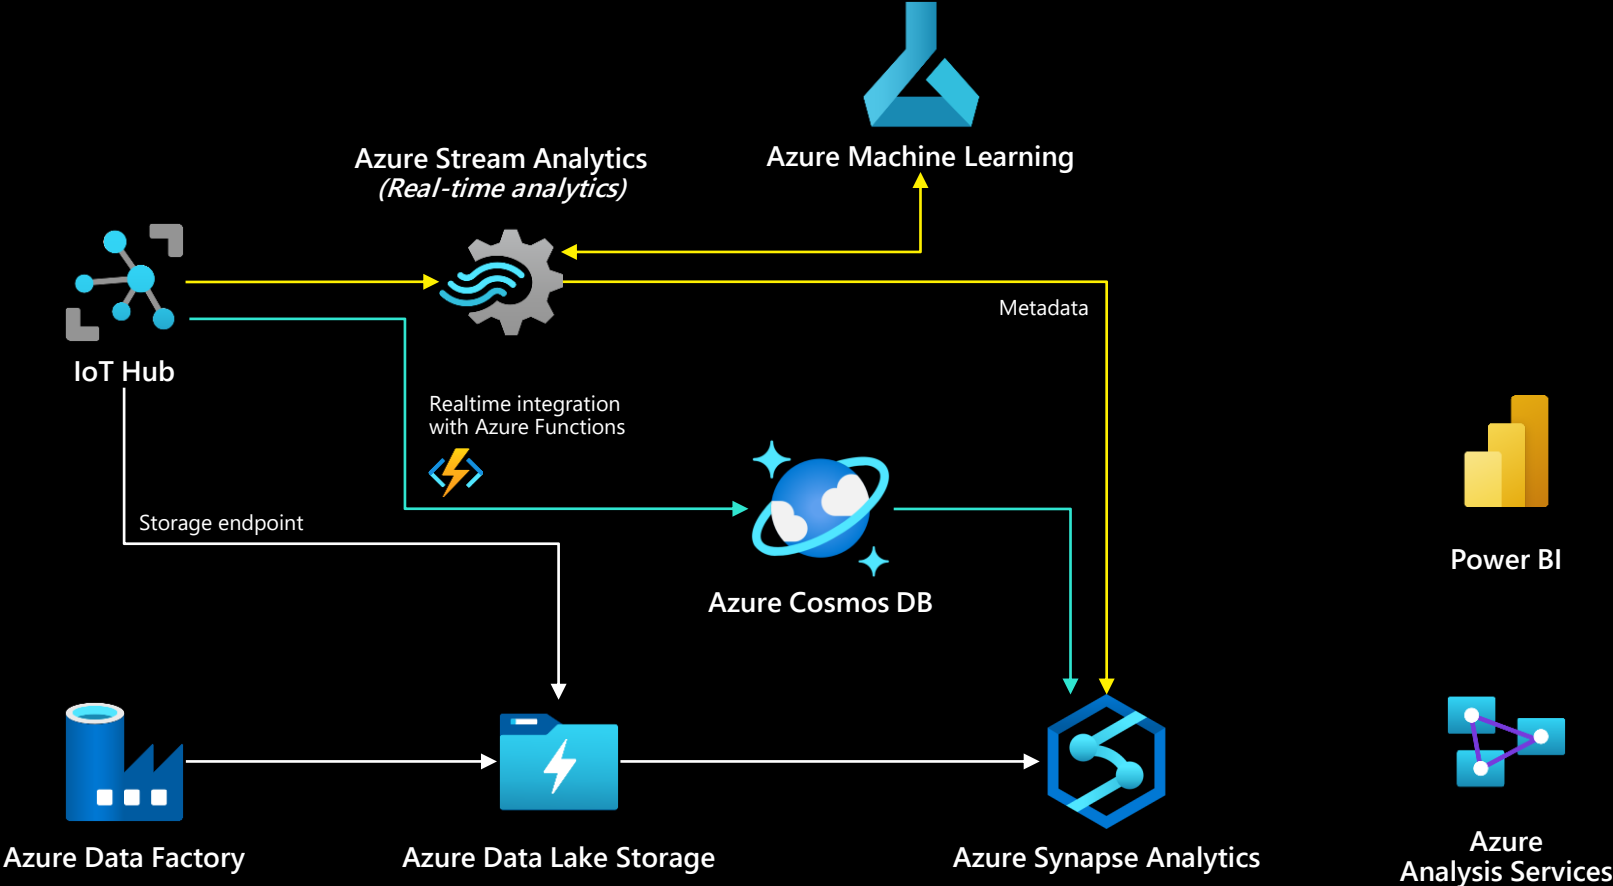 Azure Machine Learning
Azure Stream Analytics
(Real-time analytics)
Metadata
IoT Hub
Realtime integration
with Azure Functions
Storage endpoint
Power BI
Azure Cosmos DB
Azure Data Factory
Azure Data Lake Storage
Azure Synapse Analytics
Azure
Analysis Services